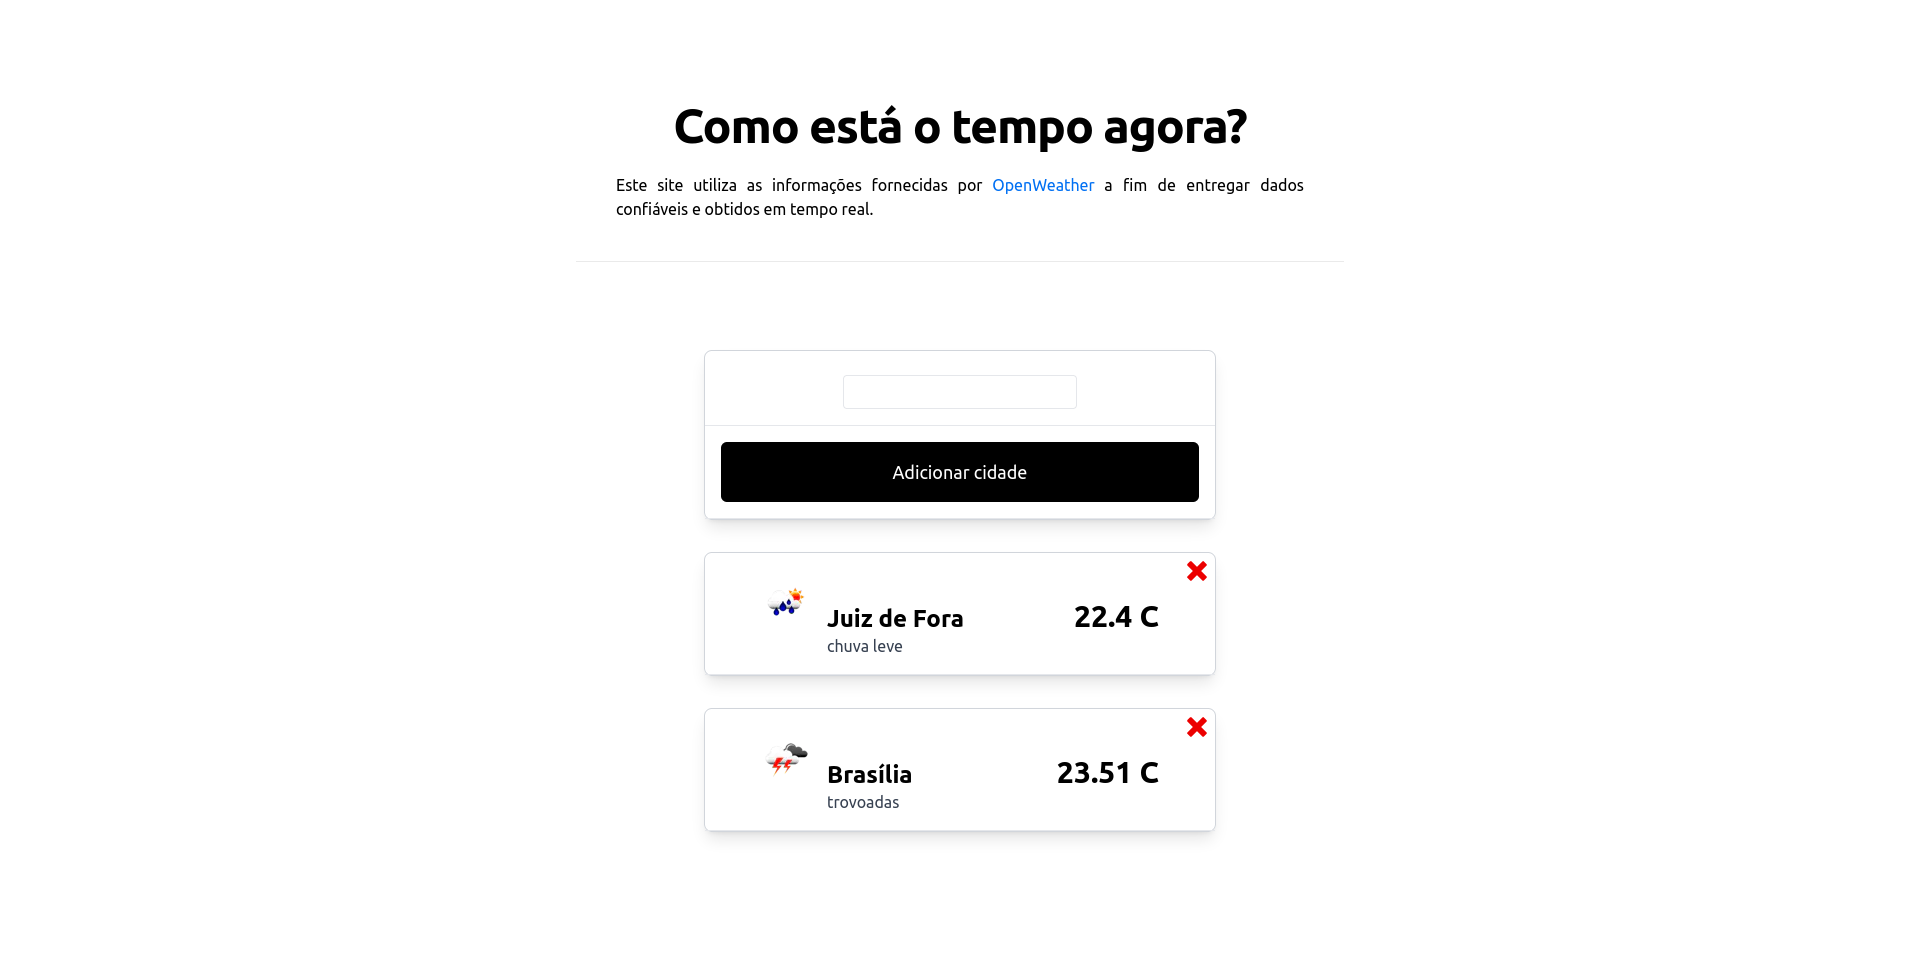 Como está o tempo agora?
Este site utiliza as informações fornecidas por OpenWeather a fim de entregar dados
confiáveis e obtidos em tempo real.
Adicionar cidade
Juiz de Fora
22.4 C
chuva leve
Brasília
23.51 C
trovoadas